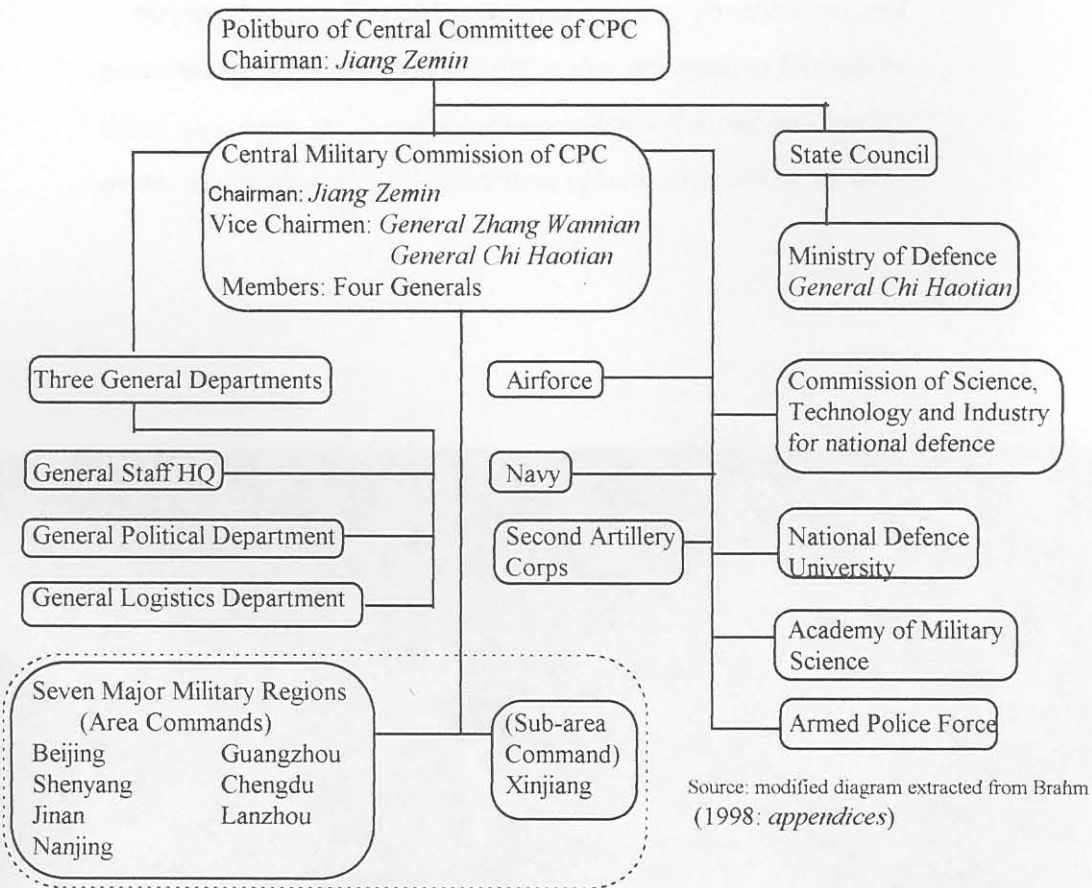 Politburo of Central Committee of CPC
Chairman: Jiang Zemin
Central Military Commission of CPC
Chairman: Jiang Zemin
Vice Chairmen: General Zhang Wannian
General Chi Haotian
Members: Four Generals
State Council
Ministry of Defence
General Chi Haotian
Three General Departments
General Staff HQ
General Political Department
General Logistics Department
Airforce
Navy
Second Artillery
Corps
Commission of Science,
Technology and Industry
for national defence
National Defence
University
Academy of Military
Science
Armed Police Force
Seven Major Military Regions
(Area Commands)
Beijing Guangzhou
Shenyang Chengdu
Jinan Lanzhou
Nanjing
(Sub-area
Command)
Xinjiang
Source: modified diagram extracted from Brahm
(1998: appendices)